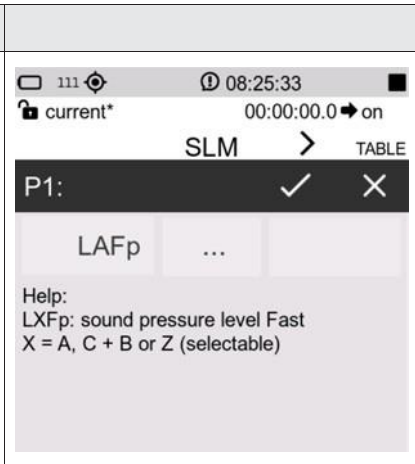 111 08:25:33
current* 00:00:00.0 on
SLM > TABLE
P1:
LAFp ...
Help:
LXFp: sound pressure level Fast
X = A, C + B or Z (selectable)